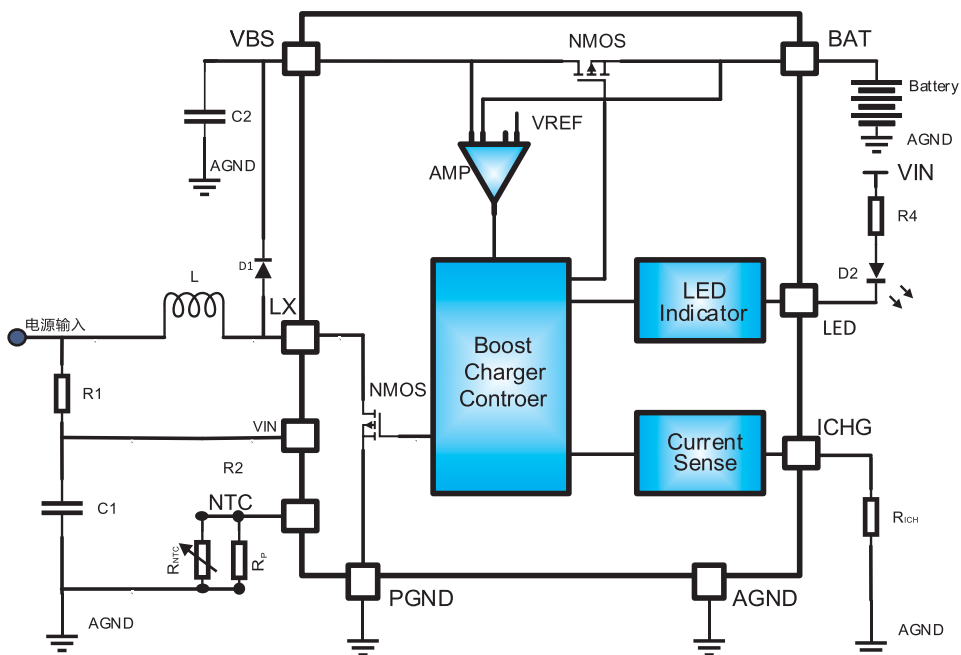 VBS
NMOS
BAT
C2
Battery
VREF
AGND
AGND
AMP
VIN
R4
D1
D2
L
LX
LED
Indicator
LED
电源输入
Boost
Charger
Controer
R1
NMOS
VIN
ICHG
Current
Sense
R2
NTC
C1
RICH
RNTC
RP
PGND
AGND
AGND
AGND